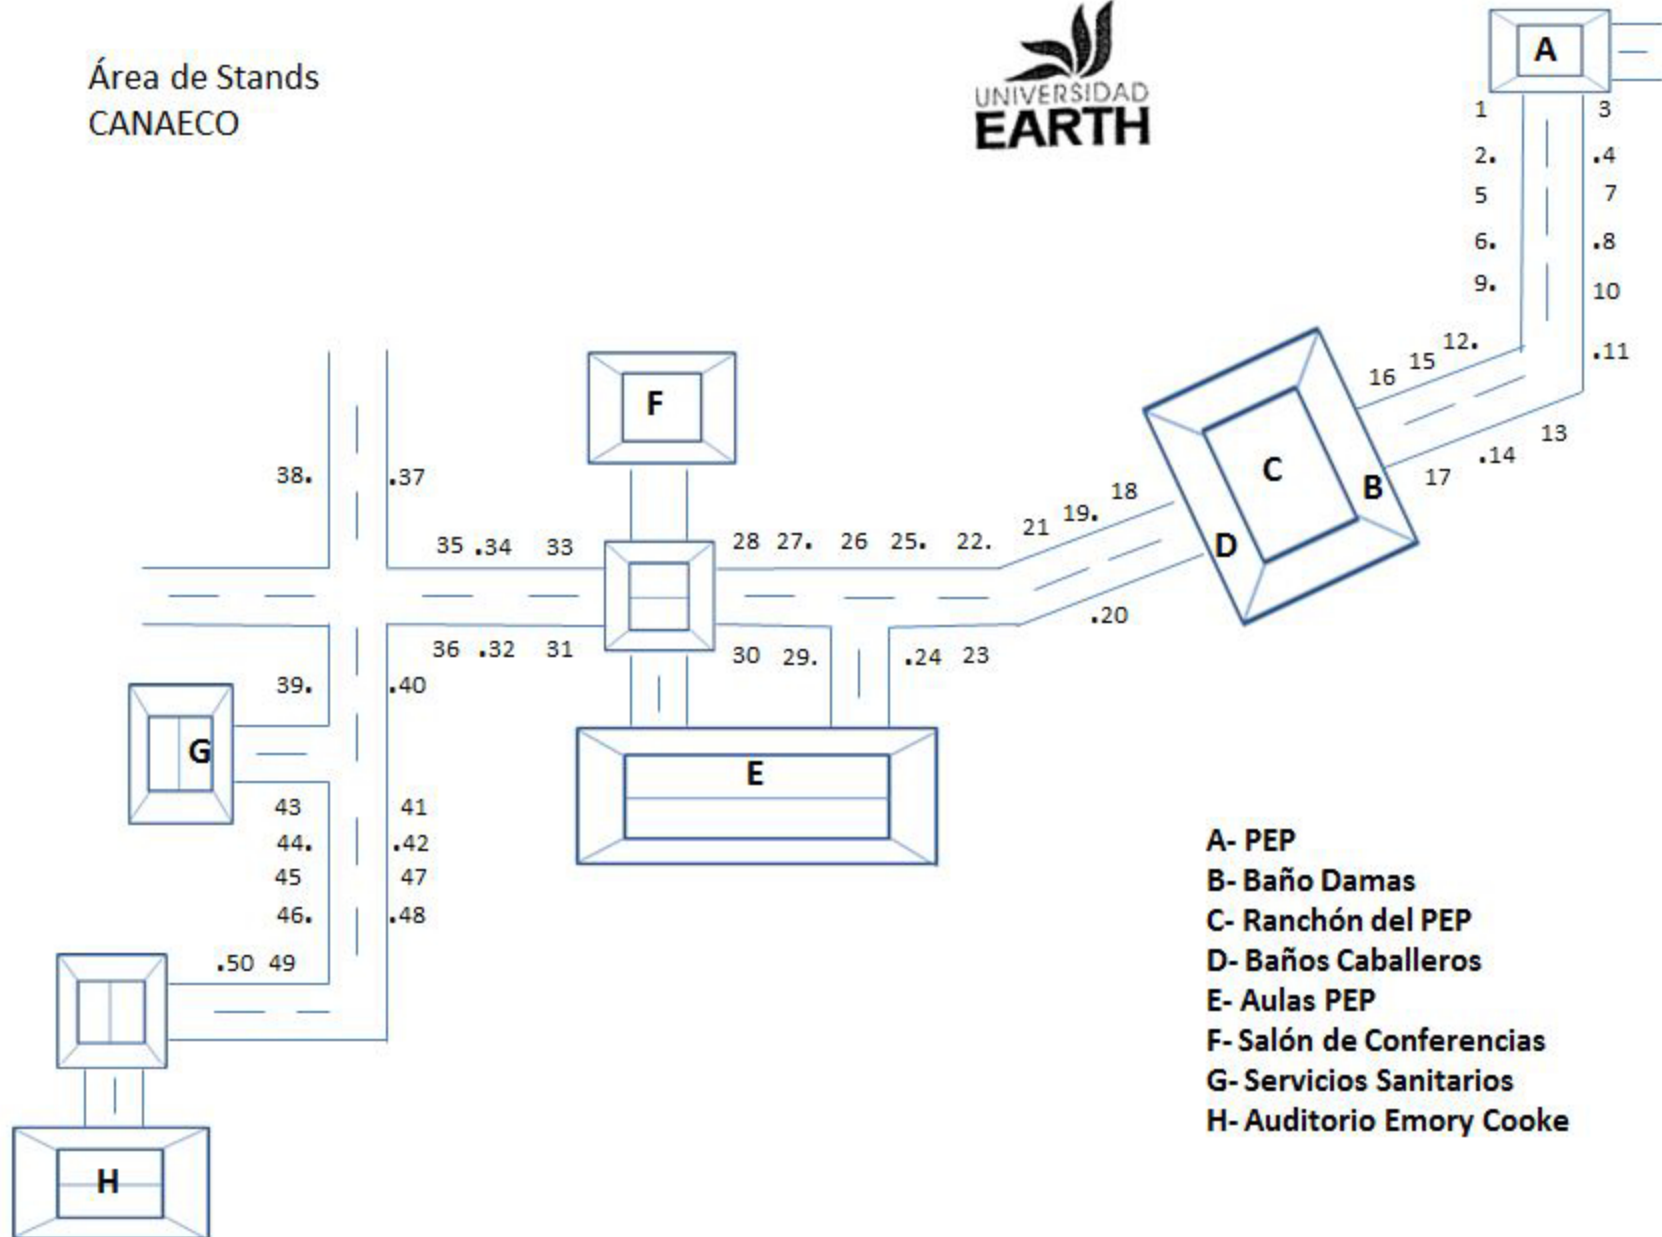 Área de Stands
CANAECO
UNIVERSIDAD
EARTH
A
1 3
2. .4
5 7
6. .8
9. 10
12. .11
15
16
13
.14
17
C
B
D
18
19.
21
.20
F
38. .37
35 .34 33 28 27. 26 25. 22.
36 .32 31 30 29. .24 23
39. .40
G
E
43 41
44. .42
45 47
46. .48
.50 49
H
A- PEP
B- Baño Damas
C- Ranchón del PEP
D- Baños Caballeros
E- Aulas PEP
F- Salón de Conferencias
G- Servicios Sanitarios
H- Auditorio Emory Cooke